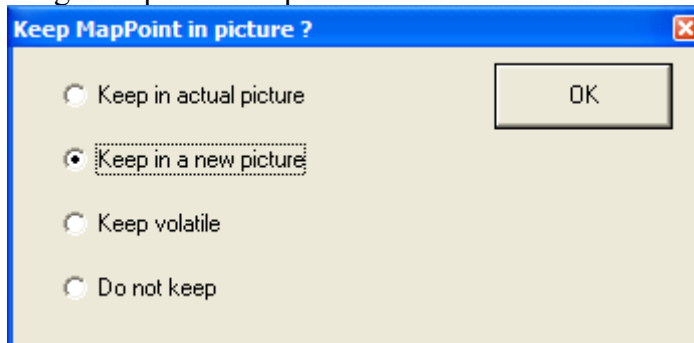 Keep MapPoint in picture ?
Keep in actual picture
OK
Keep in a new picture
Keep volatile
Do not keep